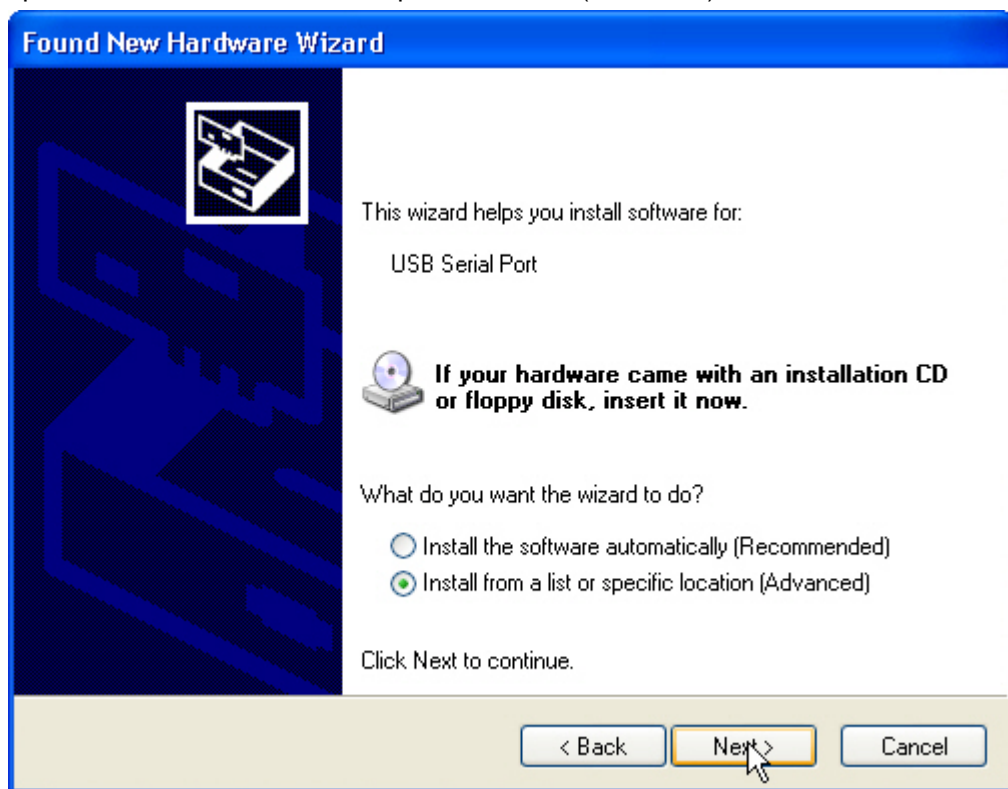 Found New Hardware Wizard
This wizard helps you install software for:
USB Serial Port
If your hardware came with an installation CD
or floppy disk, insert it now.
What do you want the wizard to do?
Install the software automatically (Recommended)
Install from a list or specific location (Advanced)
Click Next to continue.
< Back
Next >
Cancel